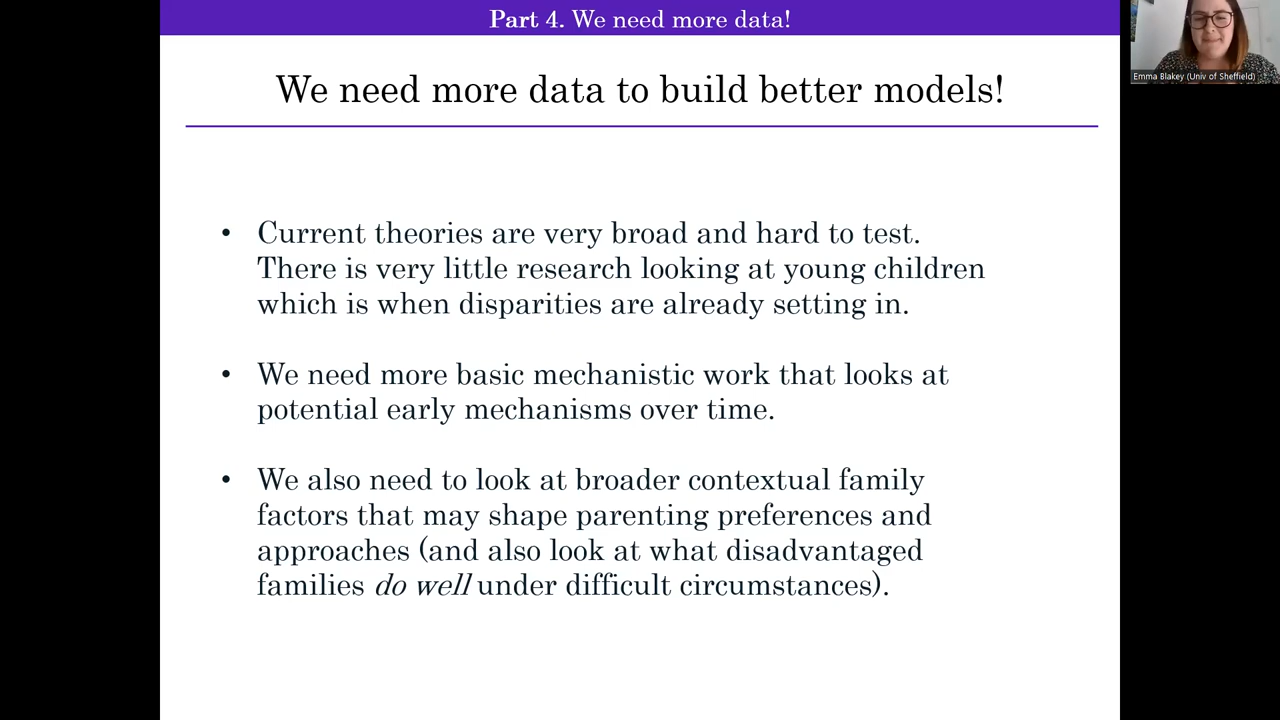 Part 4. We need more data!
Emma Blakey (Univ of Sheffield)
We need more data to build better models!
• Current theories are very broad and hard to test.
There is very little research looking at young children
which is when disparities are already setting in.
• We need more basic mechanistic work that looks at
potential early mechanisms over time.
• We also need to look at broader contextual family
factors that may shape parenting preferences and
approaches (and also look at what disadvantaged
families do well under difficult circumstances).